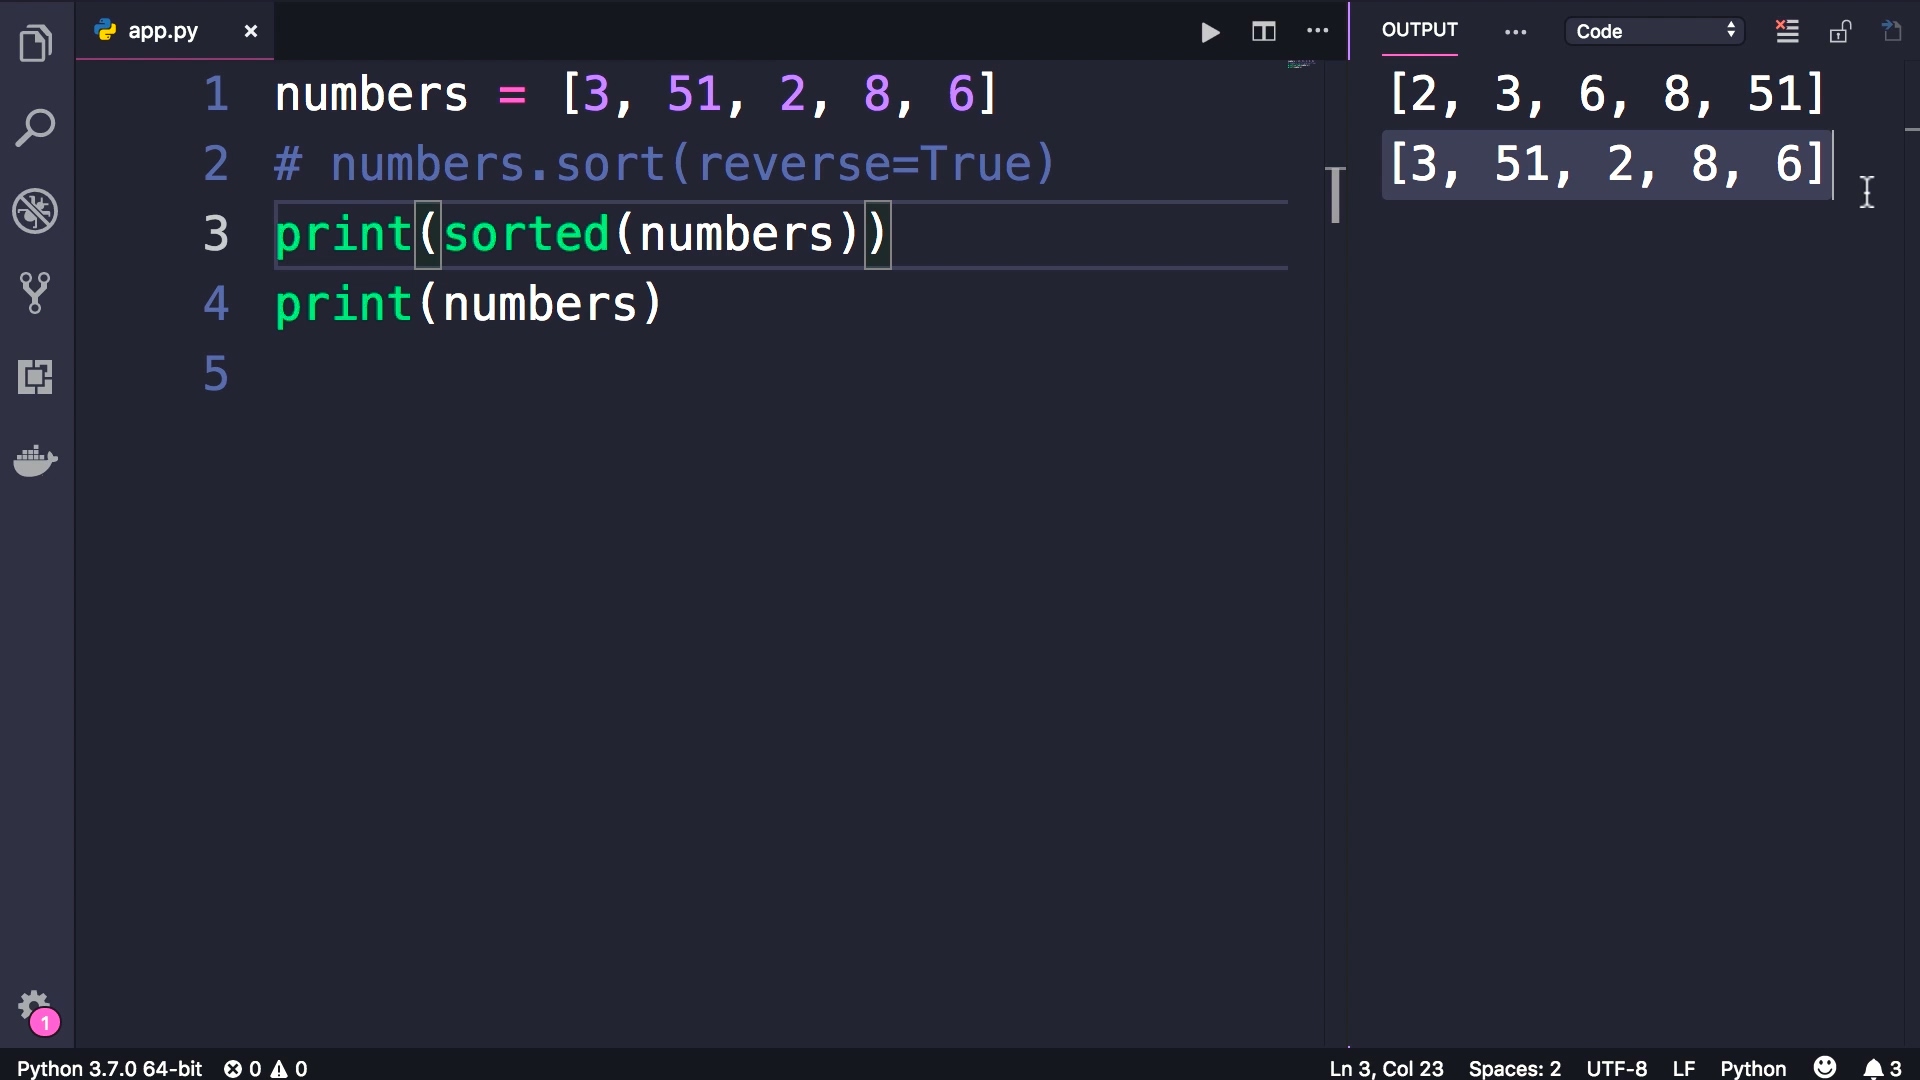 app.py
OUTPUT
Code
1 numbers = [3, 51, 2, 8, 6]
2 # numbers.sort(reverse=True)
3 print(sorted(numbers))
4 print(numbers)
5
[2, 3, 6, 8, 51]
[3, 51, 2, 8, 6]
1
Python 3.7.0 64-bit 0 0
Ln 3, Col 23 Spaces: 2 UTF-8 LF Python 3